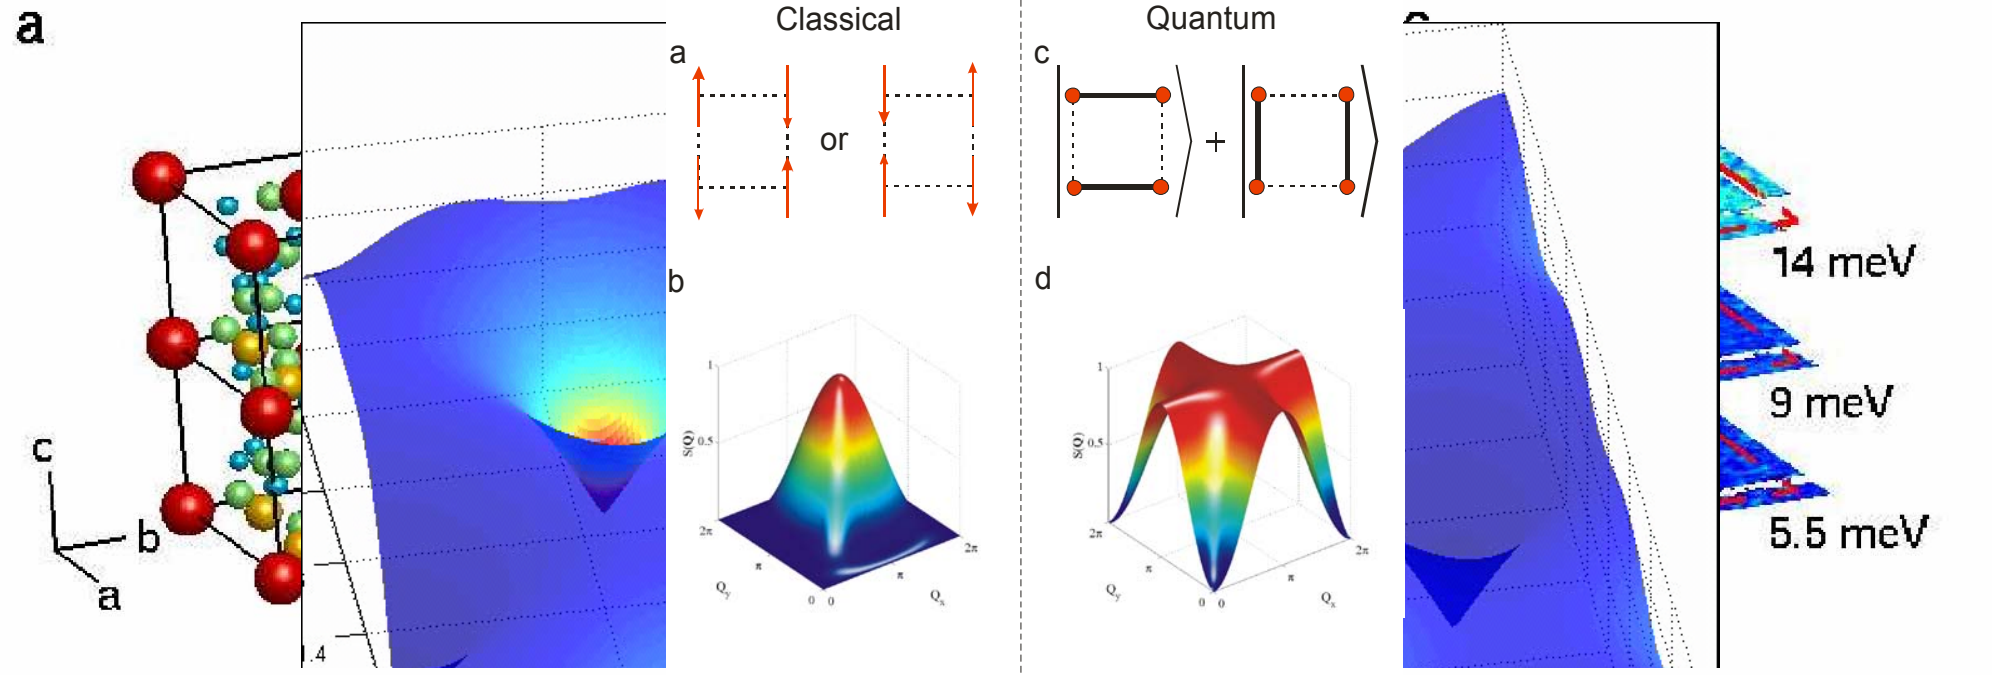 a
c
b
a
1.4
Classical
a
or
b
1
0.5
S(Q)
2π
π
Q_y
0 0
π
Q_x
2π
Quantum
c
+
d
1
0.5
S(Q)
2π
π
Q_y
0 0
π
Q_x
2π
14 meV
9 meV
5.5 meV